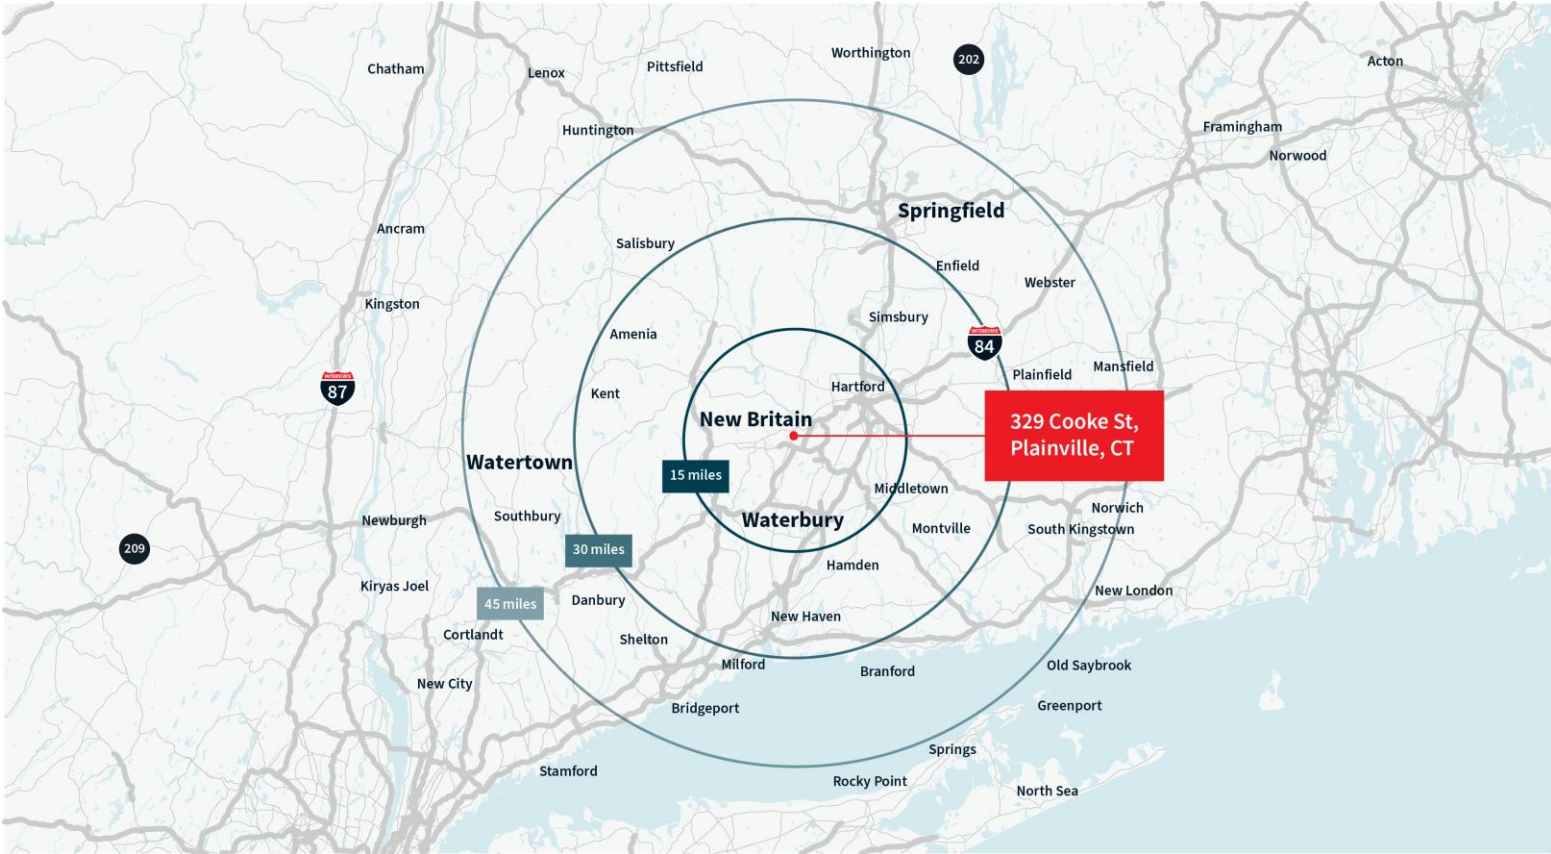 Worthington
202
Acton
Chatham
Lenox
Pittsfield
Huntington
Framingham
Norwood
Springfield
Ancram
Salisbury
Enfield
Webster
Kingston
Simsbury
Amenia
INTERSTATE
84
Mansfield
Plainfield
INTERSTATE
87
Kent
Hartford
New Britain
329 Cooke St,
Plainville, CT
Watertown
15 miles
Middletown
Norwich
Newburgh
Southbury
Waterbury
Montville
South Kingstown
209
30 miles
Hamden
Kiryas Joel
New London
45 miles
Danbury
New Haven
Cortlandt
Shelton
Milford
Branford
Old Saybrook
New City
Bridgeport
Greenport
Springs
Stamford
Rocky Point
North Sea